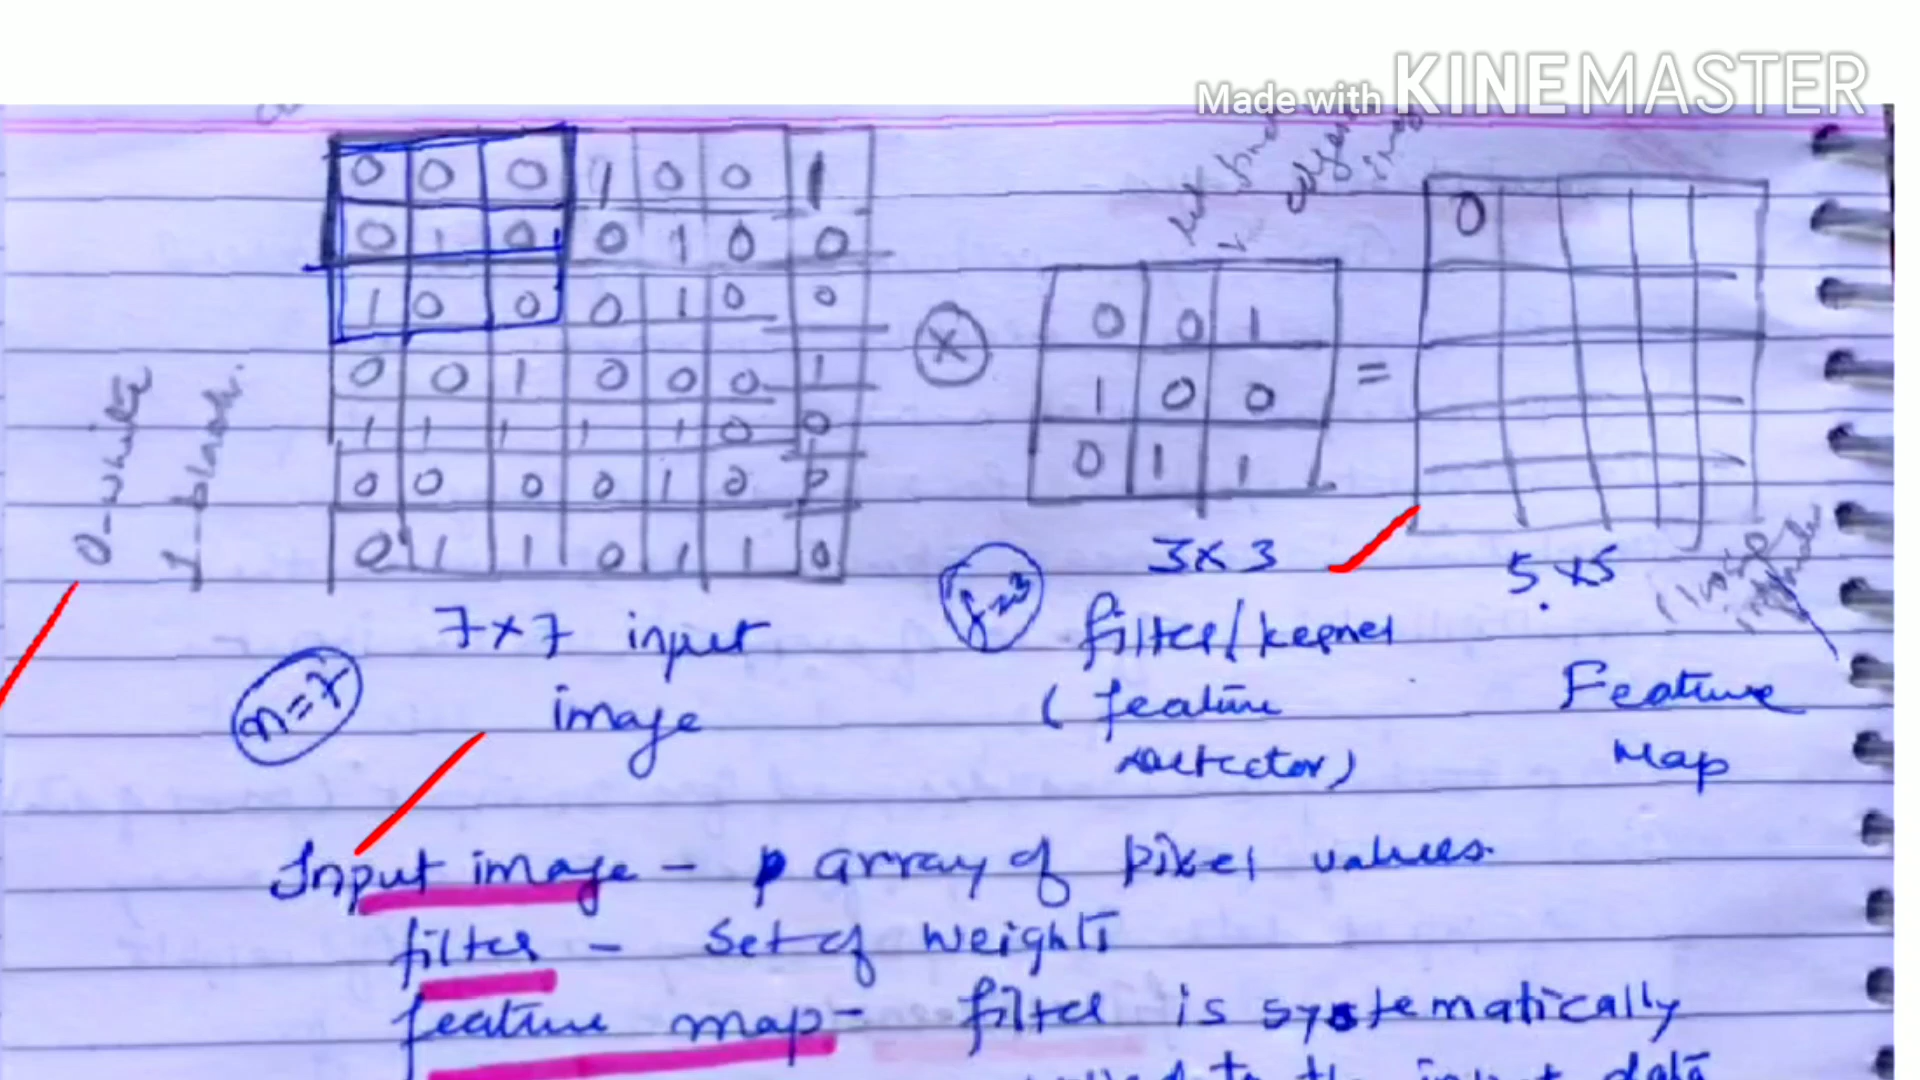 Made with KINEMASTER
0 0 0 1 0 0 1
0 1 0 0 1 0 0
1 0 0 0 1 0 0
0 0 1 0 0 0 1
1 1 1 1 1 0 0
0 0 0 0 1 0 0
0 1 1 0 1 1 0
0-white
1-black.
7×7 input
image
n=7
×
0 0 1
1 0 0
0 1 1
3×3
f=3
filter/kernel
(feature
detector)
=
0
5×5
Feature
Map
Input image - array of pixel values.
filter - set of weights
feature map- filter is systematically
to the input data